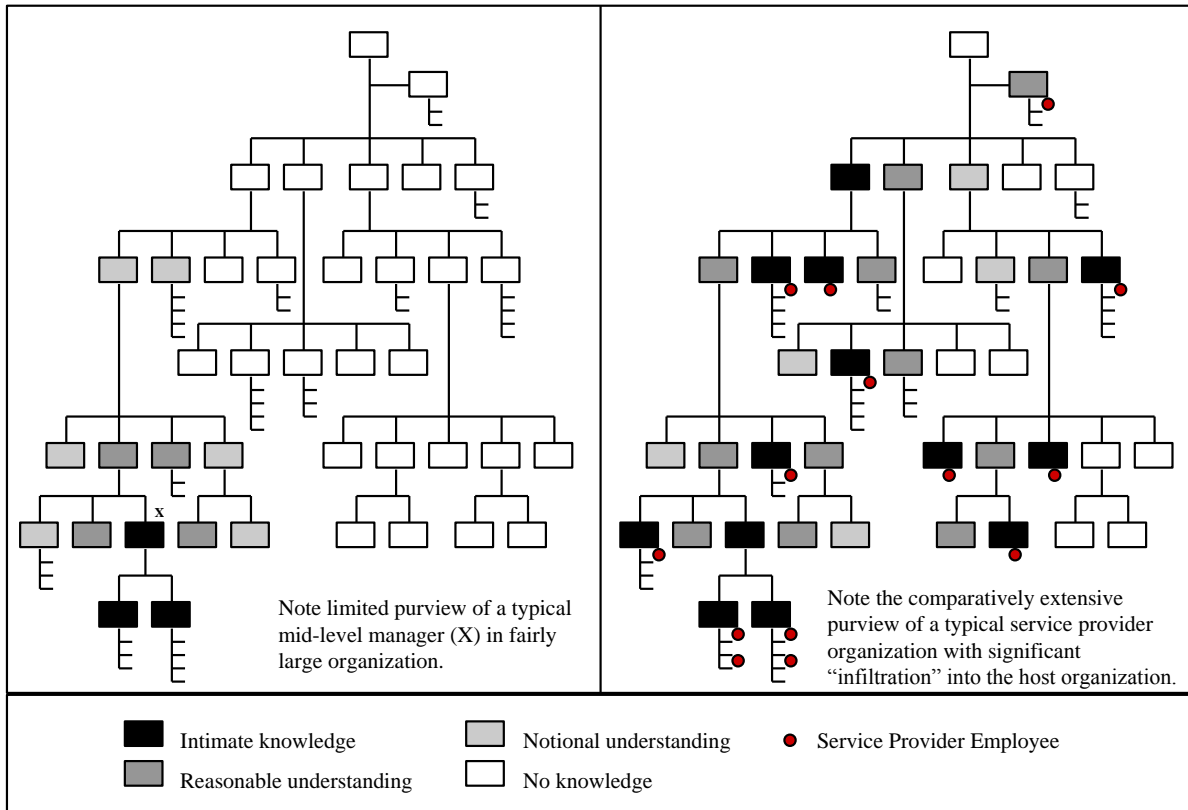 X
Note limited purview of a typical
mid-level manager (X) in fairly
large organization.
Note the comparatively extensive
purview of a typical service provider
organization with significant
“infiltration” into the host organization.
Intimate knowledge
Reasonable understanding
Notional understanding
No knowledge
Service Provider Employee